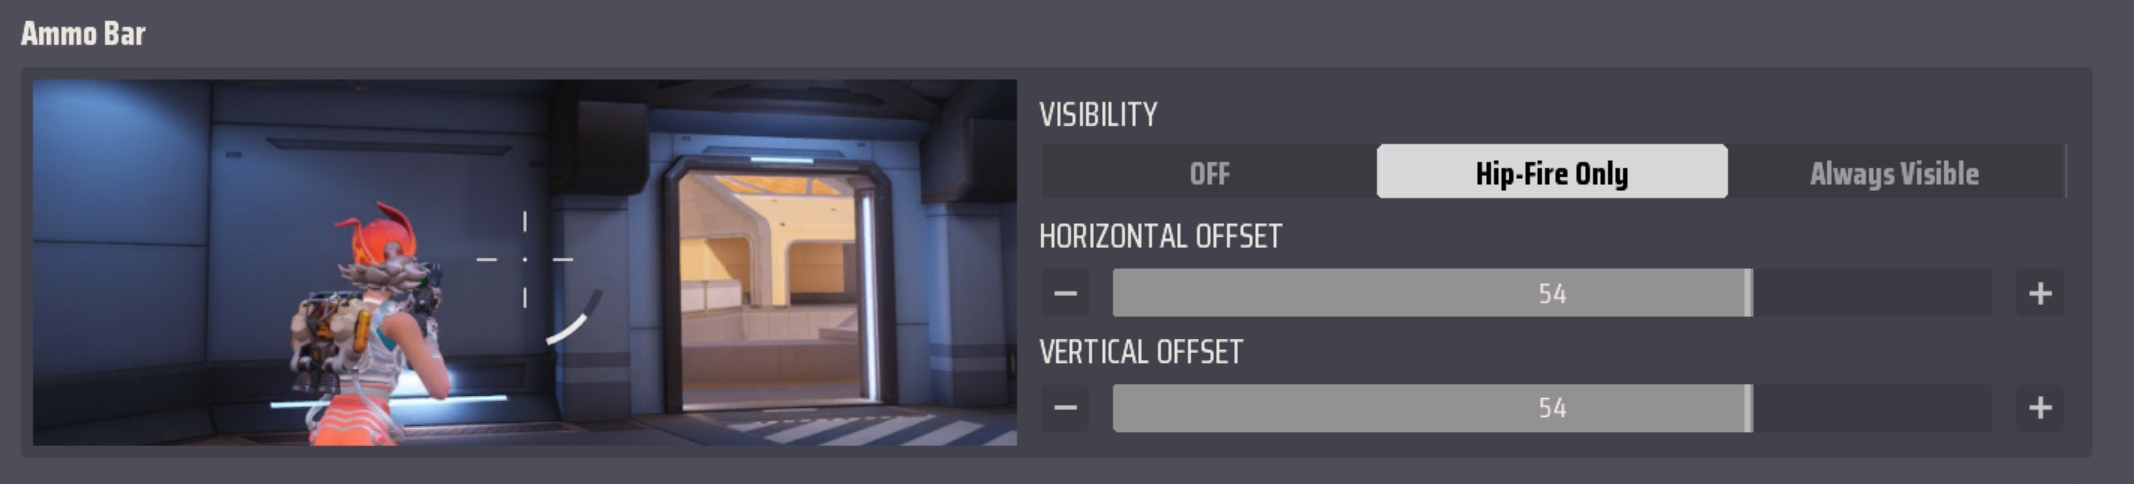 Ammo Bar
VISIBILITY
OFF
Hip-Fire Only
Always Visible
HORIZONTAL OFFSET
54
VERTICAL OFFSET
54